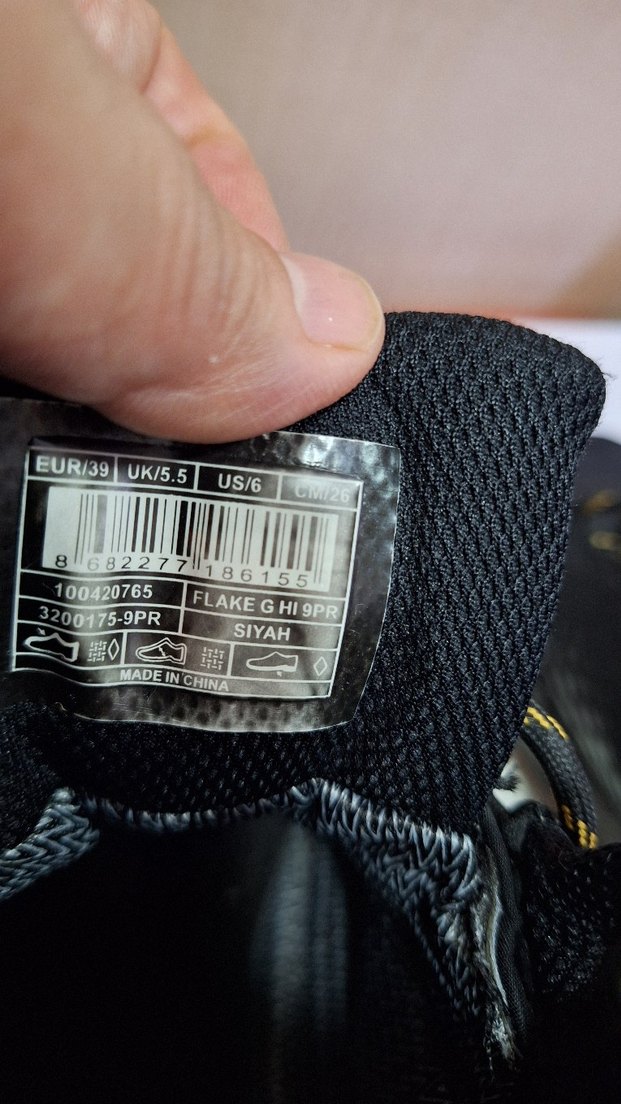 EUR/39 UK/5.5 US/6 CM/26
8 682277 186155
100420765 FLAKE G HI 9PR
3200175-9PR SIYAH
MADE IN CHINA